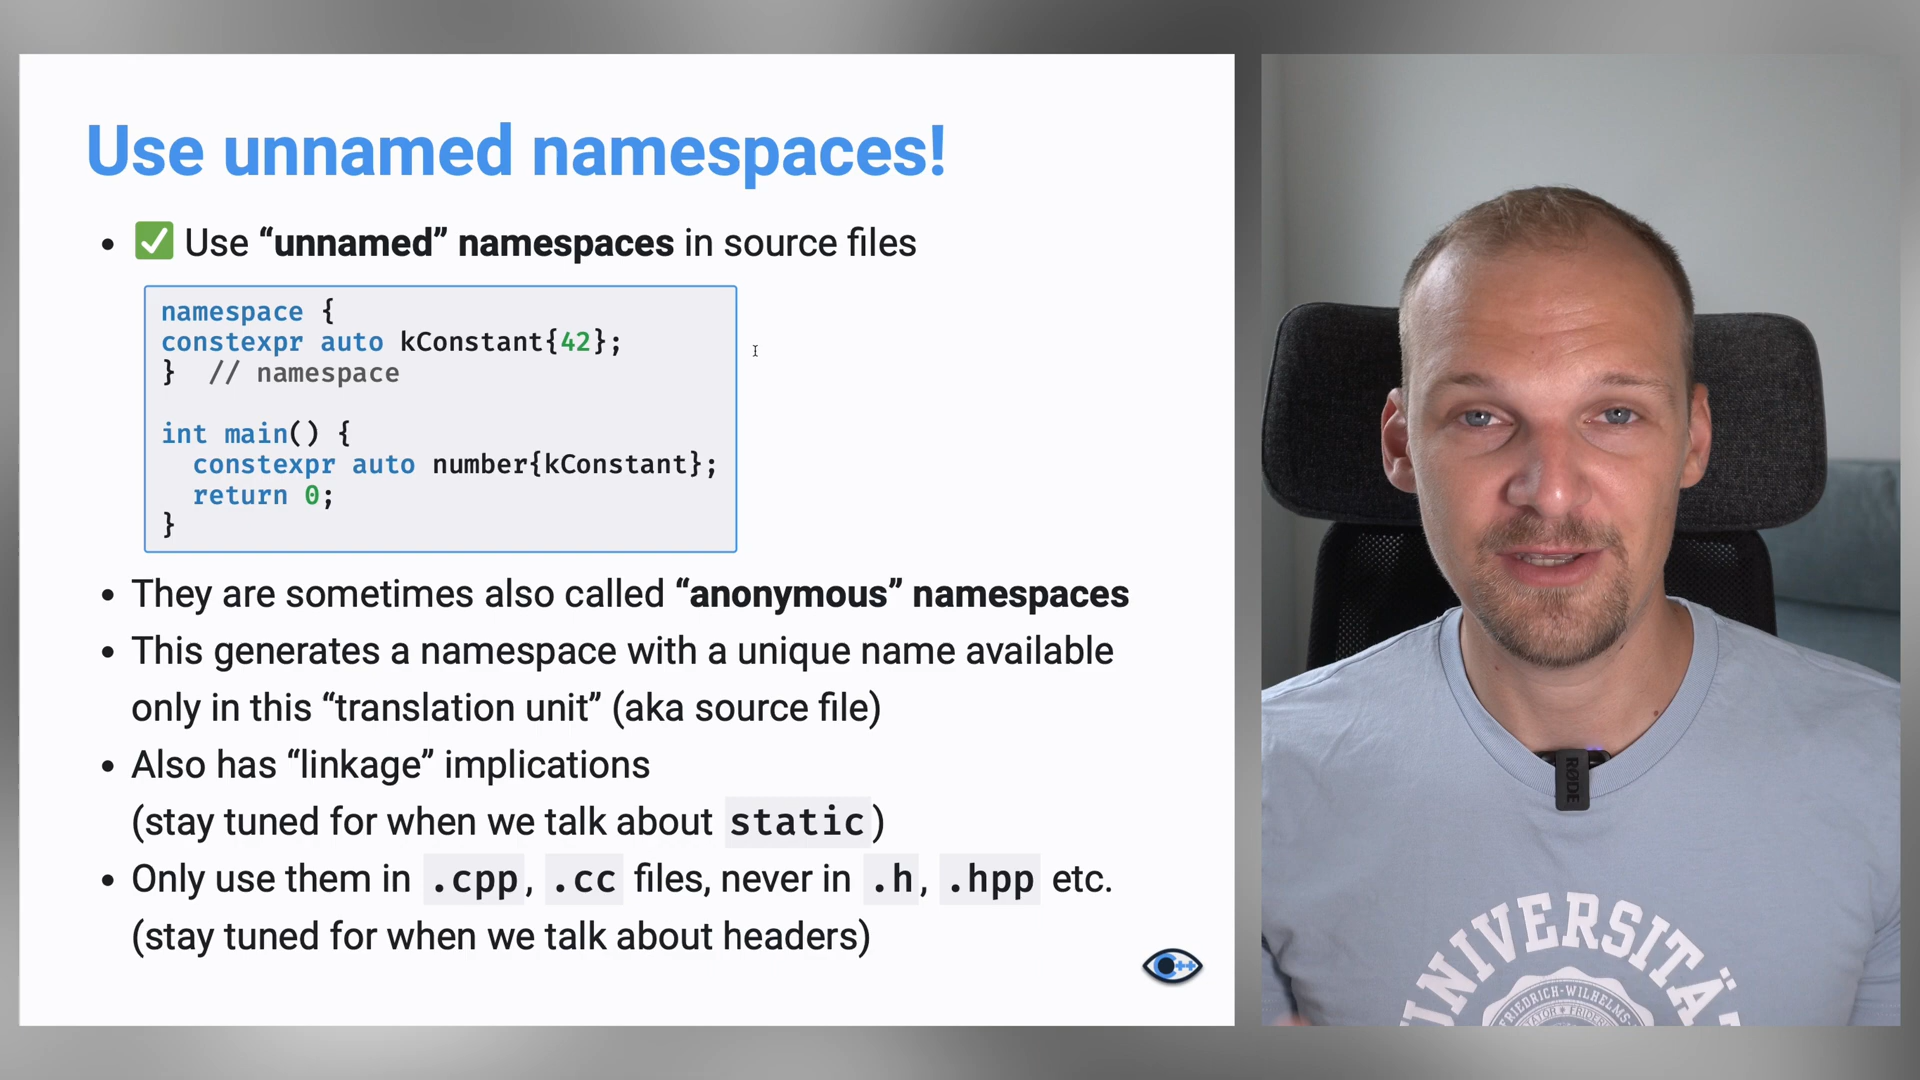 Use unnamed namespaces!
• ✅ Use “unnamed” namespaces in source files
namespace {
constexpr auto kConstant{42};
}  // namespace
int main() {
  constexpr auto number{kConstant};
  return 0;
}
• They are sometimes also called “anonymous” namespaces
• This generates a namespace with a unique name available
only in this “translation unit” (aka source file)
• Also has “linkage” implications
(stay tuned for when we talk about static)
• Only use them in .cpp, .cc files, never in .h, .hpp etc.
(stay tuned for when we talk about headers)
C++
RØDE
UNIVERSITÄ
FRIEDRICH-WILHELMS-